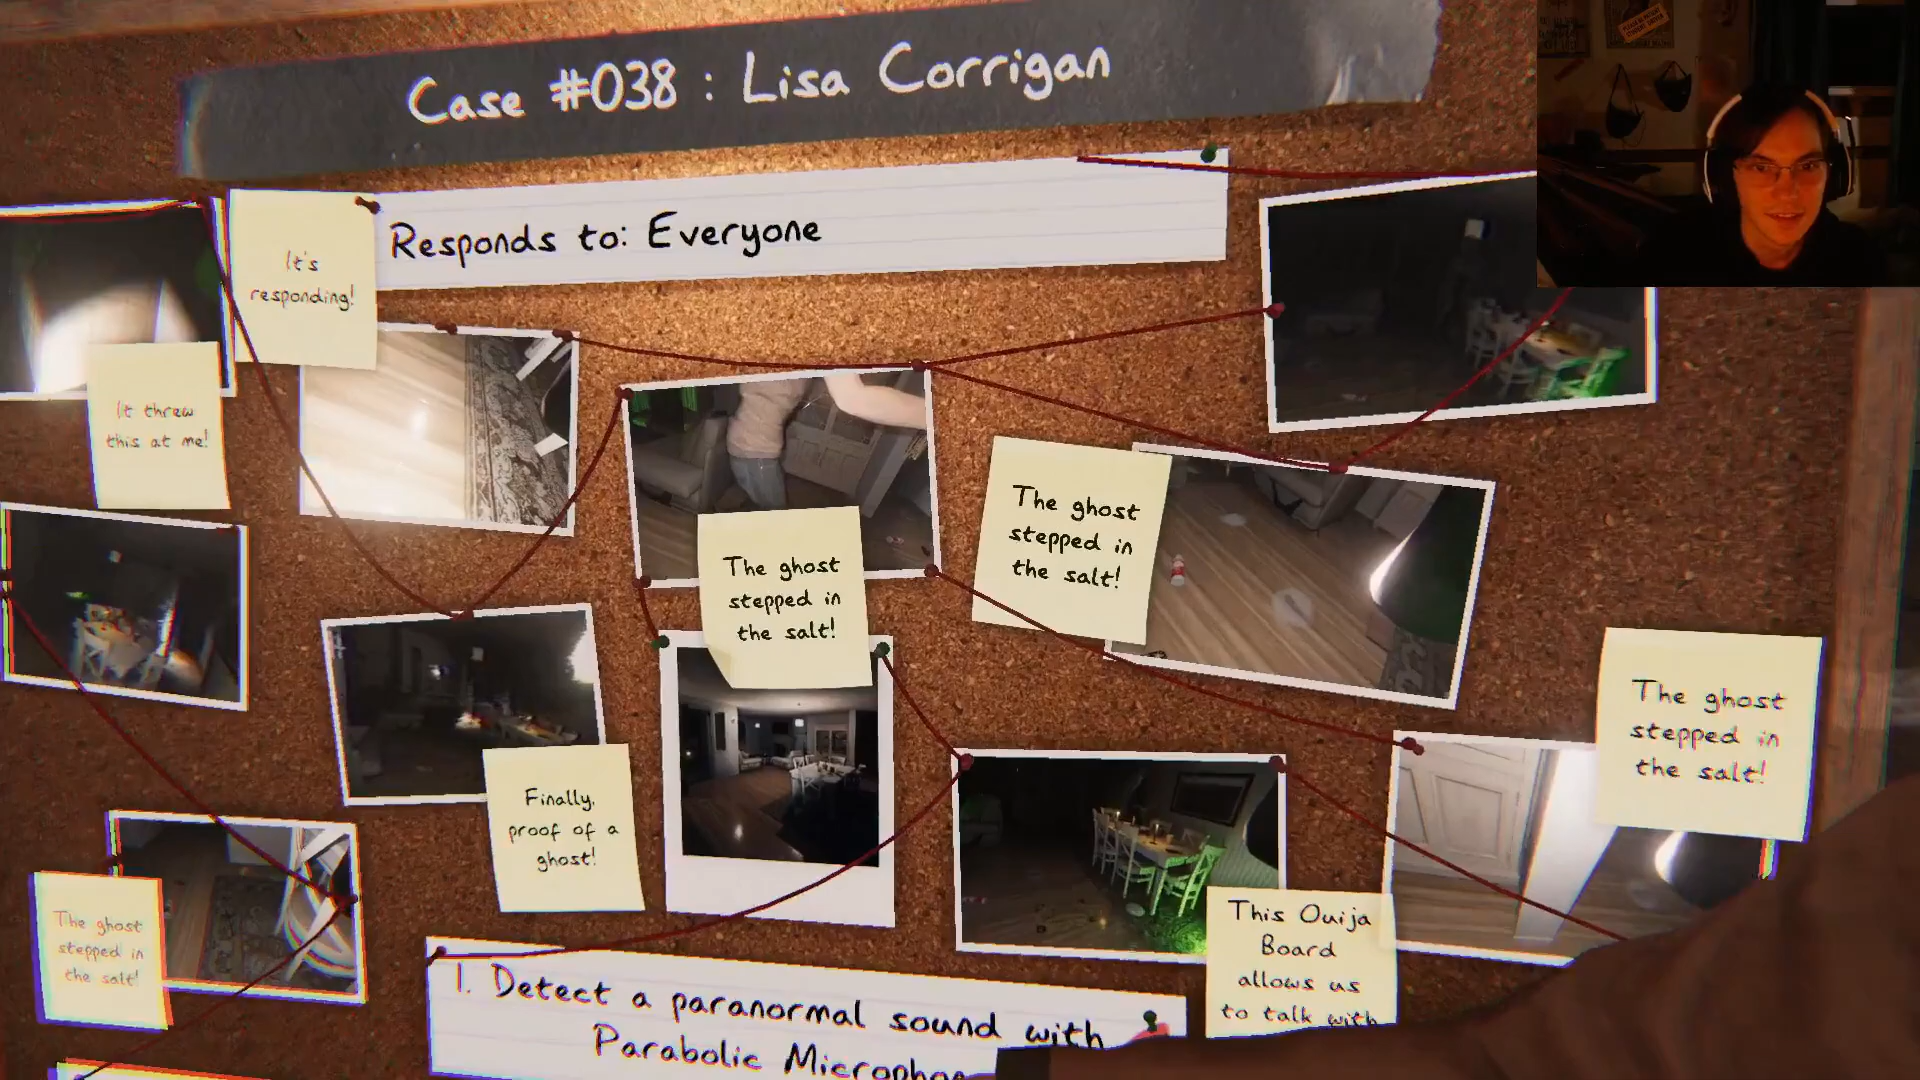 Case #038 : Lisa Corrigan
Responds to: Everyone
It's
responding!
It threw
this at me!
The ghost
stepped in
the salt!
The ghost
stepped in
the salt!
The ghost
stepped in
the salt!
Finally,
proof of a
ghost!
This Ouija
Board
allows us
to talk with
The ghost
stepped in
the salt!
1. Detect a paranormal sound with
Parabolic